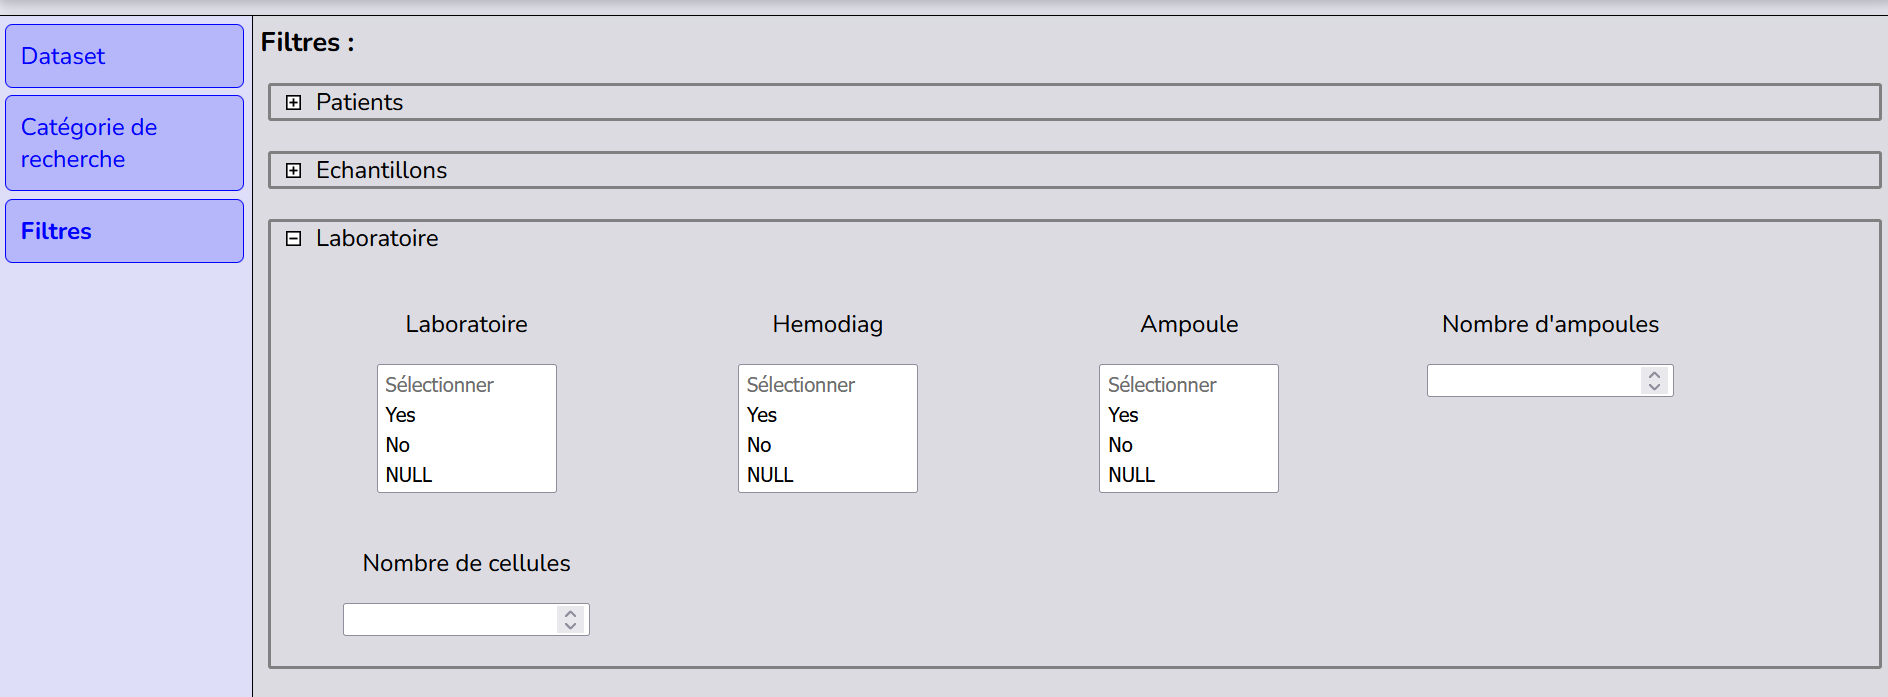 Dataset
Catégorie de
recherche
Filtres
Filtres :
Patients
Echantillons
Laboratoire
Laboratoire
Sélectionner
Yes
No
NULL
Hemodiag
Sélectionner
Yes
No
NULL
Ampoule
Sélectionner
Yes
No
NULL
Nombre d'ampoules
Nombre de cellules